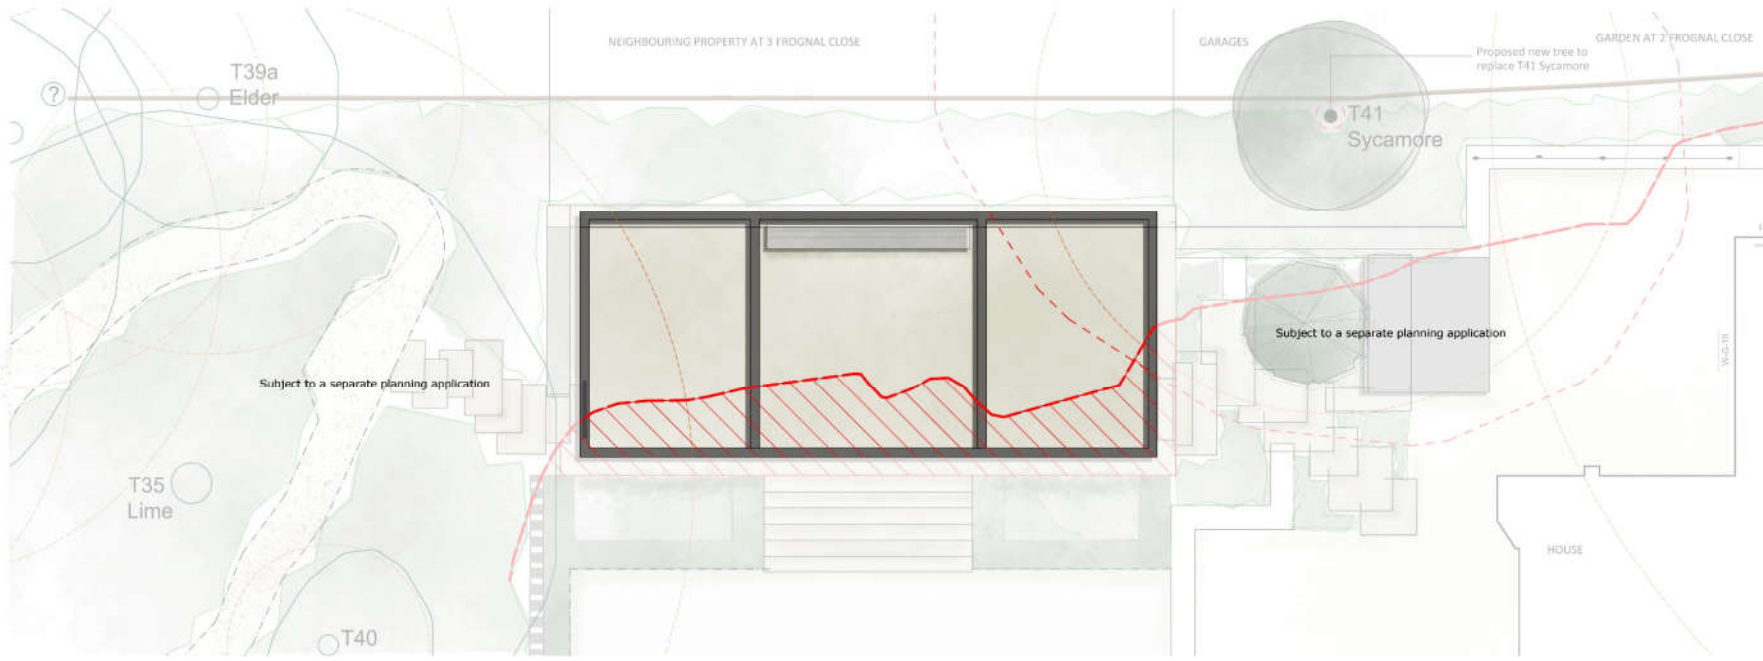 NEIGHBOURING PROPERTY AT 3 FROGNAL CLOSE
GARAGES
GARDEN AT 2 FROGNAL CLOSE
Proposed new tree to
replace T41 Sycamore
T39a
Elder
?
T41
Sycamore
Subject to a separate planning application
Subject to a separate planning application
W-G-10
T35
Lime
HOUSE
T40